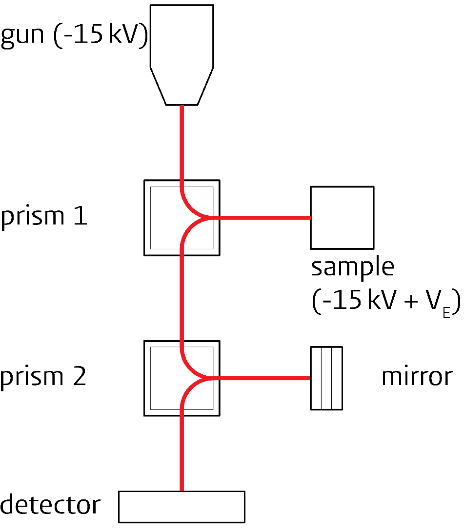 gun (-15 kV)
prism 1
sample
(-15 kV + V_E)
prism 2
mirror
detector